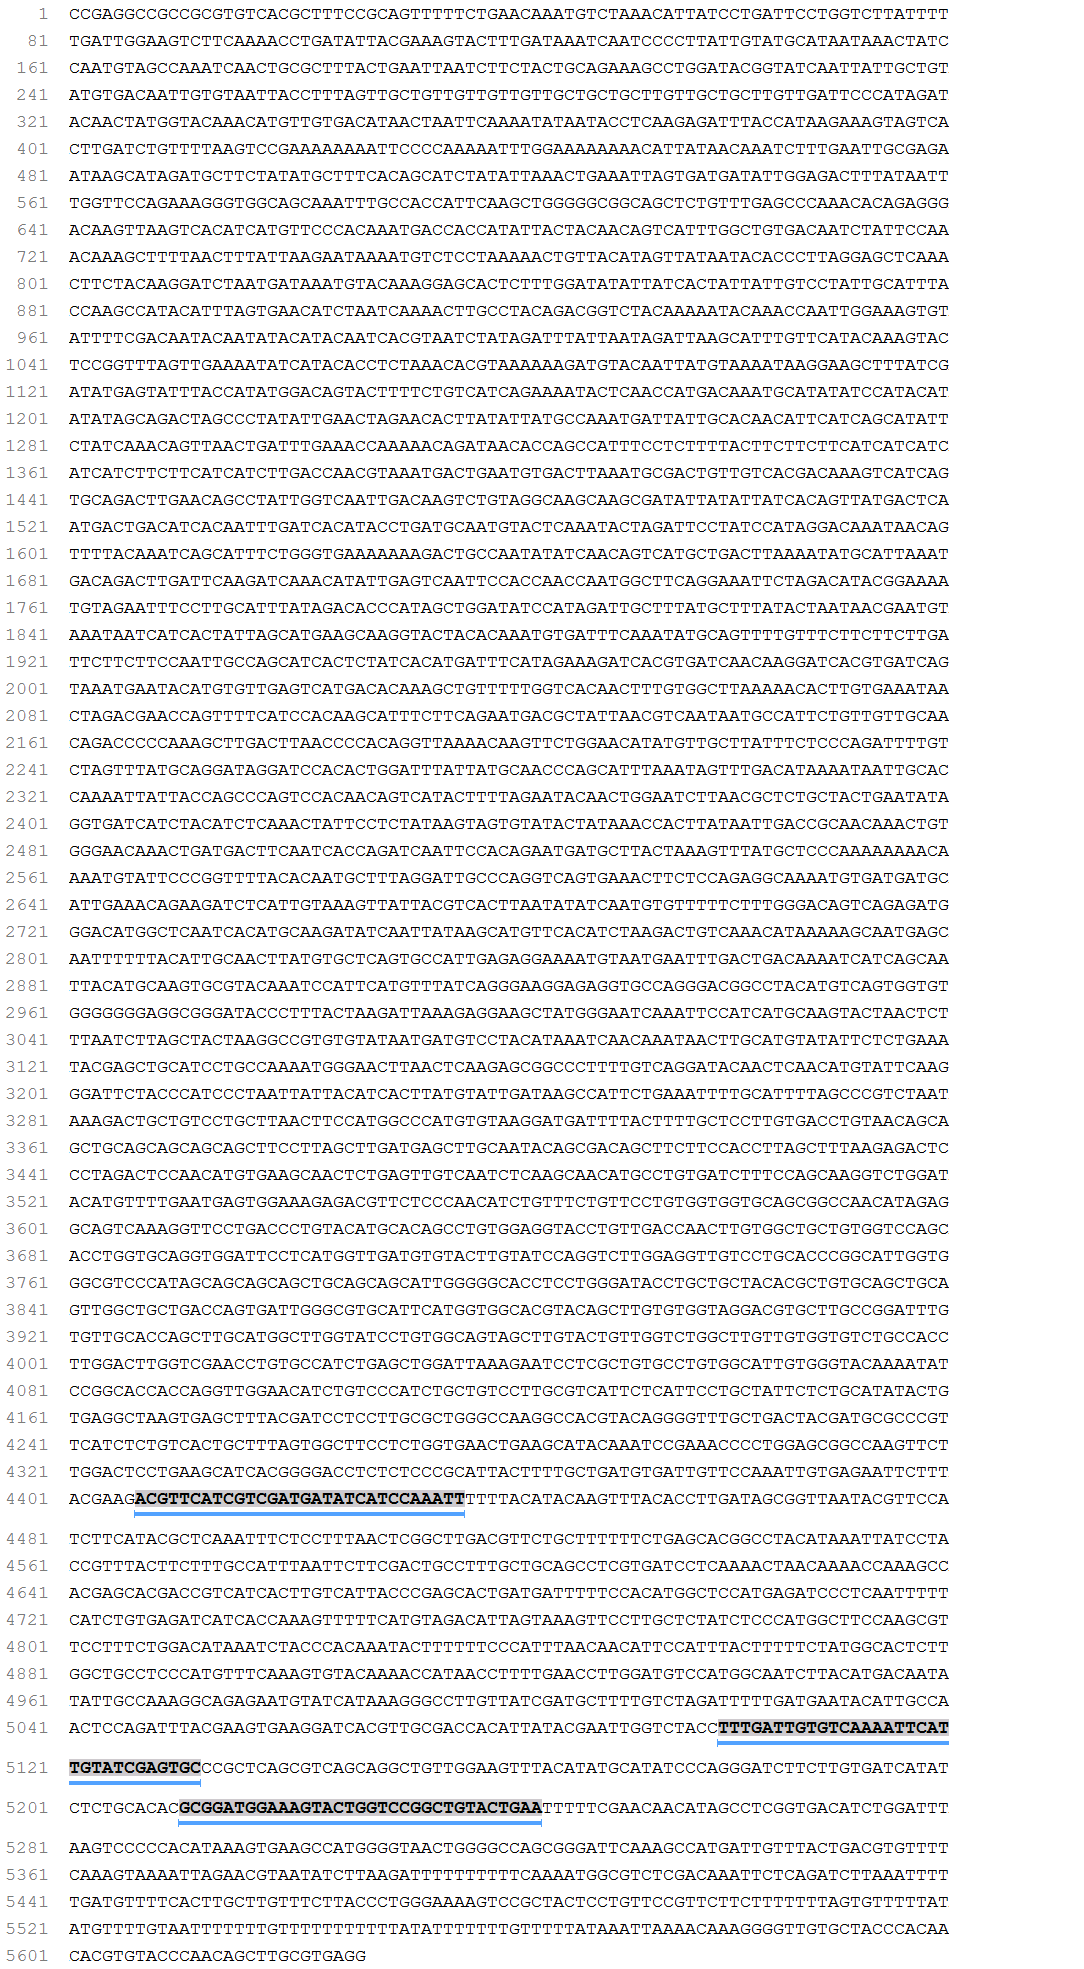 1 CCGAGGCCGCCGCGTGTCACGCTTTCCGCAGTTTTTCTGAACAAATGTCTAAACATTATCCTGATTCCTGGTCTTATTTT
81 TGATTGGAAGTCTTCAAAACCTGATATTACGAAAGTACTTTGATAAATCAATCCCCTTATTGTATGCATAATAAACTATC
161 CAATGTAGCCAAATCAACTGCGCTTTACTGAATTAATCTTCTACTGCAGAAAGCCTGGATACGGTATCAATTATTGCTGT
241 ATGTGACAATTGTGTAATTACCTTTAGTTGCTGTTGTTGTTGTTGCTGCTGCTTGTTGCTGCTTGTTGATTCCCATAGAT
321 ACAACTATGGTACAAACATGTTGTGACATAACTAATTCAAAATATAATACCTCAAGAGATTTACCATAAGAAAGTAGTCA
401 CTTGATCTGTTTTAAGTCCGAAAAAAAATTCCCCAAAAATTTGGAAAAAAAACATTATAACAAATCTTTGAATTGCGAGA
481 ATAAGCATAGATGCTTCTATATGCTTTCACAGCATCTATATTAAACTGAAATTAGTGATGATATTGGAGACTTTATAATT
561 TGGTTCCAGAAAGGGTGGCAGCAAATTTGCCACCATTCAAGCTGGGGGCGGCAGCTCTGTTTGAGCCCAAACACAGAGGG
641 ACAAGTTAAGTCACATCATGTTCCCACAAATGACCACCATATTACTACAACAGTCATTTGGCTGTGACAATCTATTCCAA
721 ACAAAGCTTTTAACTTTATTAAGAATAAAATGTCTCCTAAAAACTGTTACATAGTTATAATACACCCTTAGGAGCTCAAA
801 CTTCTACAAGGATCTAATGATAAATGTACAAAGGAGCACTCTTTGGATATATTATCACTATTATTGTCCTATTGCATTTA
881 CCAAGCCATACATTTAGTGAACATCTAATCAAAACTTGCCTACAGACGGTCTACAAAAATACAAACCAATTGGAAAGTGT
961 ATTTTCGACAATACAATATACATACAATCACGTAATCTATAGATTTATTAATAGATTAAGCATTTGTTCATACAAAGTAC
1041 TCCGGTTTAGTTGAAAATATCATACACCTCTAAACACGTAAAAAAGATGTACAATTATGTAAAATAAGGAAGCTTTATCG
1121 ATATGAGTATTTACCATATGGACAGTACTTTTCTGTCATCAGAAAATACTCAACCATGACAAATGCATATATCCATACAT
1201 ATATAGCAGACTAGCCCTATATTGAACTAGAACACTTATATTATGCCAAATGATTATTGCACAACATTCATCAGCATATT
1281 CTATCAAACAGTTAACTGATTTGAAACCAAAAACAGATAACACCAGCCATTTCCTCTTTTACTTCTTCTTCATCATCATC
1361 ATCATCTTCTTCATCATCTTGACCAACGTAAATGACTGAATGTGACTTAAATGCGACTGTTGTCACGACAAAGTCATCAG
1441 TGCAGACTTGAACAGCCTATTGGTCAATTGACAAGTCTGTAGGCAAGCAAGCGATATTATATTATCACAGTTATGACTCA
1521 ATGACTGACATCACAATTTGATCACATACCTGATGCAATGTACTCAAATACTAGATTCCTATCCATAGGACAAATAACAG
1601 TTTTACAAATCAGCATTTCTGGGTGAAAAAAAGACTGCCAATATATCAACAGTCATGCTGACTTAAAATATGCATTAAAT
1681 GACAGACTTGATTCAAGATCAAACATATTGAGTCAATTCCACCAACCAATGGCTTCAGGAAATTCTAGACATACGGAAAA
1761 TGTAGAATTTCCTTGCATTTATAGACACCCATAGCTGGATATCCATAGATTGCTTTATGCTTTATACTAATAACGAATGT
1841 AAATAATCATCACTATTAGCATGAAGCAAGGTACTACACAAATGTGATTTCAAATATGCAGTTTTGTTTCTTCTTCTTGA
1921 TTCTTCTTCCAATTGCCAGCATCACTCTATCACATGATTTCATAGAAAGATCACGTGATCAACAAGGATCACGTGATCAG
2001 TAAATGAATACATGTGTTGAGTCATGACACAAAGCTGTTTTTGGTCACAACTTTGTGGCTTAAAAACACTTGTGAAATAA
2081 CTAGACGAACCAGTTTTCATCCACAAGCATTTCTTCAGAATGACGCTATTAACGTCAATAATGCCATTCTGTTGTTGCAA
2161 CAGACCCCCAAAGCTTGACTTAACCCCACAGGTTAAAACAAGTTCTGGAACATATGTTGCTTATTTCTCCCAGATTTTGT
2241 CTAGTTTATGCAGGATAGGATCCACACTGGATTTATTATGCAACCCAGCATTTAAATAGTTTGACATAAAATAATTGCAC
2321 CAAAATTATTACCAGCCCAGTCCACAACAGTCATACTTTTAGAATACAACTGGAATCTTAACGCTCTGCTACTGAATATA
2401 GGTGATCATCTACATCTCAAACTATTCCTCTATAAGTAGTGTATACTATAAACCACTTATAATTGACCGCAACAAACTGT
2481 GGGAACAAACTGATGACTTCAATCACCAGATCAATTCCACAGAATGATGCTTACTAAAGTTTATGCTCCCAAAAAAAACA
2561 AAATGTATTCCCGGTTTTACACAATGCTTTAGGATTGCCCAGGTCAGTGAAACTTCTCCAGAGGCAAAATGTGATGATGC
2641 ATTGAAACAGAAGATCTCATTGTAAAGTTATTACGTCACTTAATATATCAATGTGTTTTTCTTTGGGACAGTCAGAGATG
2721 GGACATGGCTCAATCACATGCAAGATATCAATTATAAGCATGTTCACATCTAAGACTGTCAAACATAAAAAGCAATGAGC
2801 AATTTTTTACATTGCAACTTATGTGCTCAGTGCCATTGAGAGGAAAATGTAATGAATTTGACTGACAAAATCATCAGCAA
2881 TTACATGCAAGTGCGTACAAATCCATTCATGTTTATCAGGGAAGGAGAGGTGCCAGGGACGGCCTACATGTCAGTGGTGT
2961 GGGGGGGAGGCGGGATACCCTTTACTAAGATTAAAGAGGAAGCTATGGGAATCAAATTCCATCATGCAAGTACTAACTCT
3041 TTAATCTTAGCTACTAAGGCCGTGTGTATAATGATGTCCTACATAAATCAACAAATAACTTGCATGTATATTCTCTGAAA
3121 TACGAGCTGCATCCTGCCAAAATGGGAACTTAACTCAAGAGCGGCCCTTTTGTCAGGATACAACTCAACATGTATTCAAG
3201 GGATTCTACCCATCCCTAATTATTACATCACTTATGTATTGATAAGCCATTCTGAAATTTTGCATTTTAGCCCGTCTAAT
3281 AAAGACTGCTGTCCTGCTTAACTTCCATGGCCCATGTGTAAGGATGATTTTACTTTTGCTCCTTGTGACCTGTAACAGCA
3361 GCTGCAGCAGCAGCAGCTTCCTTAGCTTGATGAGCTTGCAATACAGCGACAGCTTCTTCCACCTTAGCTTTAAGAGACTC
3441 CCTAGACTCCAACATGTGAAGCAACTCTGAGTTGTCAATCTCAAGCAACATGCCTGTGATCTTTCCAGCAAGGTCTGGAT
3521 ACATGTTTTGAATGAGTGGAAAGAGACGTTCTCCCAACATCTGTTTCTGTTCCTGTGGTGGTGCAGCGGCCAACATAGAG
3601 GCAGTCAAAGGTTCCTGACCCTGTACATGCACAGCCTGTGGAGGTACCTGTTGACCAACTTGTGGCTGCTGTGGTCCAGC
3681 ACCTGGTGCAGGTGGATTCCTCATGGTTGATGTGTACTTGTATCCAGGTCTTGGAGGTTGTCCTGCACCCGGCATTGGTG
3761 GGCGTCCCATAGCAGCAGCAGCTGCAGCAGCATTGGGGGCACCTCCTGGGATACCTGCTGCTACACGCTGTGCAGCTGCA
3841 GTTGGCTGCTGACCAGTGATTGGGCGTGCATTCATGGTGGCACGTACAGCTTGTGTGGTAGGACGTGCTTGCCGGATTTG
3921 TGTTGCACCAGCTTGCATGGCTTGGTATCCTGTGGCAGTAGCTTGTACTGTTGGTCTGGCTTGTTGTGGTGTCTGCCACC
4001 TTGGACTTGGTCGAACCTGTGCCATCTGAGCTGGATTAAAGAATCCTCGCTGTGCCTGTGGCATTGTGGGTACAAAATAT
4081 CCGGCACCACCAGGTTGGAACATCTGTCCCATCTGCTGTCCTTGCGTCATTCTCATTCCTGCTATTCTCTGCATATACTG
4161 TGAGGCTAAGTGAGCTTTACGATCCTCCTTGCGCTGGGCCAAGGCCACGTACAGGGGTTTGCTGACTACGATGCGCCCGT
4241 TCATCTCTGTCACTGCTTTAGTGGCTTCCTCTGGTGAACTGAAGCATACAAATCCGAAACCCCTGGAGCGGCCAAGTTCT
4321 TGGACTCCTGAAGCATCACGGGGACCTCTCTCCCGCATTACTTTTGCTGATGTGATTGTTCCAAATTGTGAGAATTCTTT
4401 ACGAAGACGTTCATCGTCGATGATATCATCCAAATTTTTTACATACAAGTTTACACCTTGATAGCGGTTAATACGTTCCA
4481 TCTTCATACGCTCAAATTTCTCCTTTAACTCGGCTTGACGTTCTGCTTTTTTCTGAGCACGGCCTACATAAATTATCCTA
4561 CCGTTTACTTCTTTGCCATTTAATTCTTCGACTGCCTTTGCTGCAGCCTCGTGATCCTCAAAACTAACAAAACCAAAGCC
4641 ACGAGCACGACCGTCATCACTTGTCATTACCCGAGCACTGATGATTTTTCCACATGGCTCCATGAGATCCCTCAATTTTT
4721 CATCTGTGAGATCATCACCAAAGTTTTTCATGTAGACATTAGTAAAGTTCCTTGCTCTATCTCCCATGGCTTCCAAGCGT
4801 TCCTTTCTGGACATAAATCTACCCACAAATACTTTTTTCCCATTTAACAACATTCCATTTACTTTTTCTATGGCACTCTT
4881 GGCTGCCTCCCATGTTTCAAAGTGTACAAAACCATAACCTTTTGAACCTTGGATGTCCATGGCAATCTTACATGACAATA
4961 TATTGCCAAAGGCAGAGAATGTATCATAAAGGGCCTTGTTATCGATGCTTTTGTCTAGATTTTTGATGAATACATTGCCA
5041 ACTCCAGATTTACGAAGTGAAGGATCACGTTGCGACCACATTATACGAATTGGTCTACCTTTGATTGTGTCAAAATTCAT
5121 TGTATCGAGTGCCCGCTCAGCGTCAGCAGGCTGTTGGAAGTTTACATATGCATATCCCAGGGATCTTCTTGTGATCATAT
5201 CTCTGCACACGCGGATGGAAAGTACTGGTCCGGCTGTACTGAATTTTTCGAACAACATAGCCTCGGTGACATCTGGATTT
5281 AAGTCCCCCACATAAAGTGAAGCCATGGGGTAACTGGGGCCAGCGGGATTCAAAGCCATGATTGTTTACTGACGTGTTTT
5361 CAAAGTAAAATTAGAACGTAATATCTTAAGATTTTTTTTTTCAAAATGGCGTCTCGACAAATTCTCAGATCTTAAATTTT
5441 TGATGTTTTCACTTGCTTGTTTCTTACCCTGGGAAAAGTCCGCTACTCCTGTTCCGTTCTTCTTTTTTTAGTGTTTTTAT
5521 ATGTTTTGTAATTTTTTTGTTTTTTTTTTTATATTTTTTTGTTTTTATAAATTAAAACAAAGGGGTTGTGCTACCCACAA
5601 CACGTGTACCCAACAGCTTGCGTGAGG